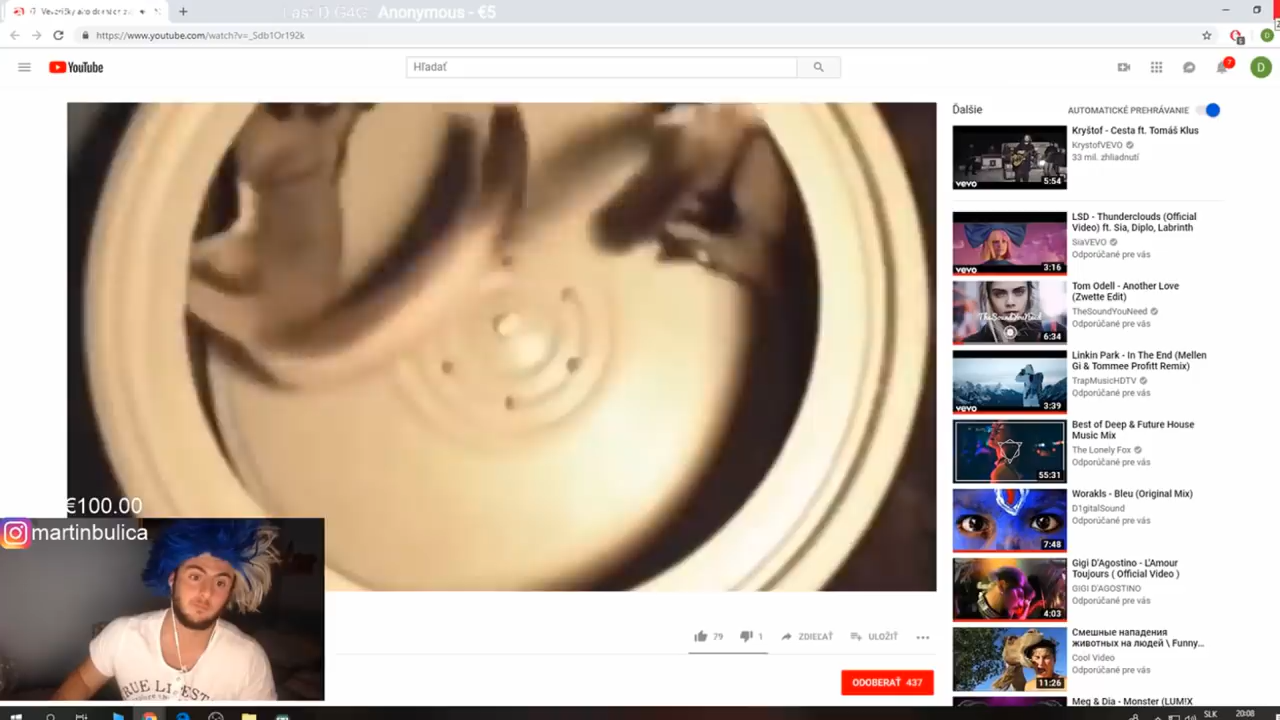 Anonymous - €5
https://www.youtube.com/watch?v=_Sdb1Or192k
YouTube
Hľadať
7
D
Ďalšie
AUTOMATICKÉ PREHRÁVANIE
Kryštof - Cesta ft. Tomáš Klus
KrystofVEVO
33 mil. zhliadnutí
vevo
5:54
LSD - Thunderclouds (Official
Video) ft. Sia, Diplo, Labrinth
SiaVEVO
Odporúčané pre vás
vevo
3:16
Tom Odell - Another Love
(Zwette Edit)
TheSoundYouNeed
Odporúčané pre vás
TheSoundYouNeed
6:34
Linkin Park - In The End (Mellen
Gi & Tommee Profitt Remix)
TrapMusicHDTV
Odporúčané pre vás
vevo
3:39
Best of Deep & Future House
Music Mix
The Lonely Fox
Odporúčané pre vás
55:31
Worakls - Bleu (Original Mix)
D1gitalSound
Odporúčané pre vás
7:48
Gigi D'Agostino - L'Amour
Toujours ( Official Video )
GIGI D'AGOSTINO
Odporúčané pre vás
4:03
Смешные нападения
животных на людей \ Funny...
Cool Video
Odporúčané pre vás
11:26
Meg & Dia - Monster (LUM!X
€100.00
martinbulica
79
1
ZDIEĽAŤ
ULOŽIŤ
ODOBERAŤ 437
SLK
20:08